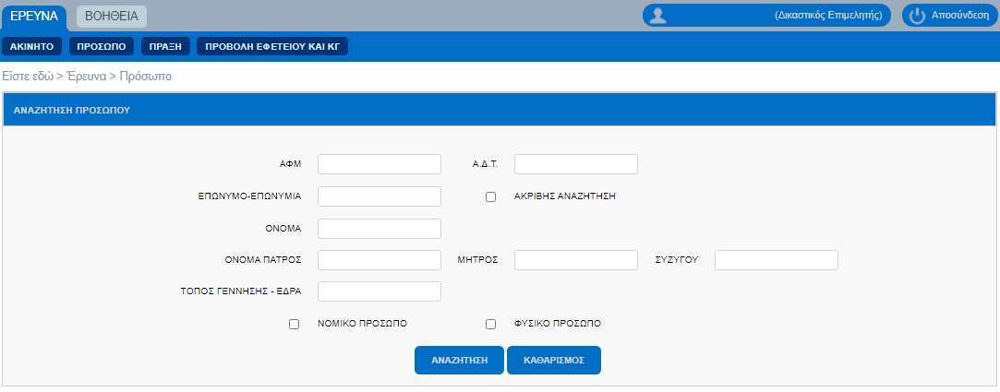 ΕΡΕΥΝΑ ΒΟΗΘΕΙΑ (Δικαστικός Επιμελητής) Αποσύνδεση
ΑΚΙΝΗΤΟ ΠΡΟΣΩΠΟ ΠΡΑΞΗ ΠΡΟΒΟΛΗ ΕΦΕΤΕΙΟΥ ΚΑΙ ΚΓ
Είστε εδώ > Έρευνα > Πρόσωπο
ΑΝΑΖΗΤΗΣΗ ΠΡΟΣΩΠΟΥ
ΑΦΜ Α.Δ.Τ.
ΕΠΩΝΥΜΟ-ΕΠΩΝΥΜΙΑ ΑΚΡΙΒΗΣ ΑΝΑΖΗΤΗΣΗ
ΟΝΟΜΑ
ΟΝΟΜΑ ΠΑΤΡΟΣ ΜΗΤΡΟΣ ΣΥΖΥΓΟΥ
ΤΟΠΟΣ ΓΕΝΝΗΣΗΣ - ΕΔΡΑ
ΝΟΜΙΚΟ ΠΡΟΣΩΠΟ ΦΥΣΙΚΟ ΠΡΟΣΩΠΟ
ΑΝΑΖΗΤΗΣΗ ΚΑΘΑΡΙΣΜΟΣ